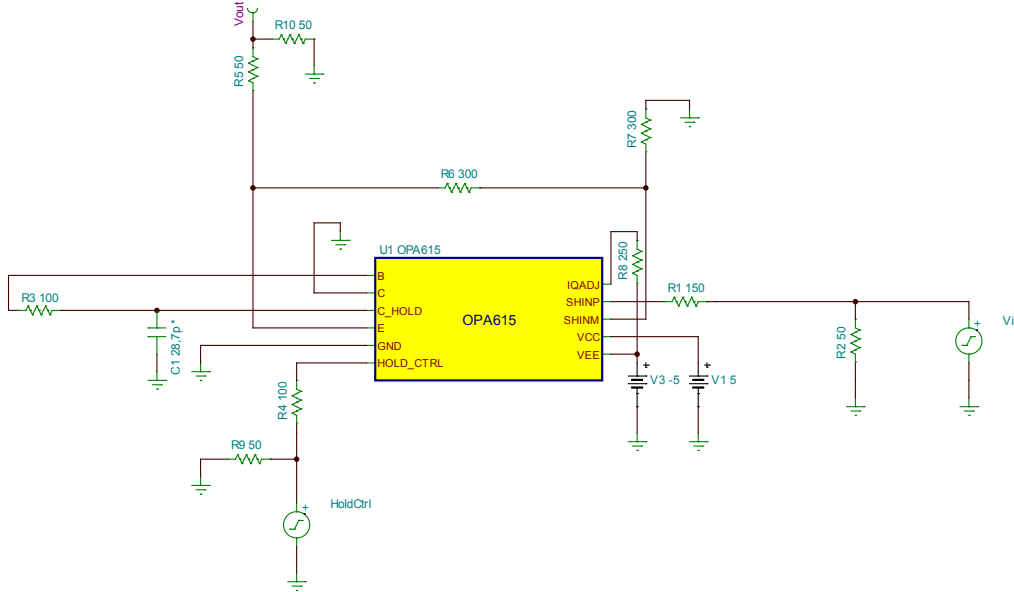 Vout
R10 50
R5 50
R7 300
R6 300
U1 OPA615
B
C
C_HOLD
E
GND
HOLD_CTRL
OPA615
IQADJ
SHINP
SHINM
VCC
VEE
R8 250
R1 150
R3 100
C1 28,7p *
R2 50
+
Vi
+
V3 -5
+
V1 5
R4 100
R9 50
HoldCtrl
+